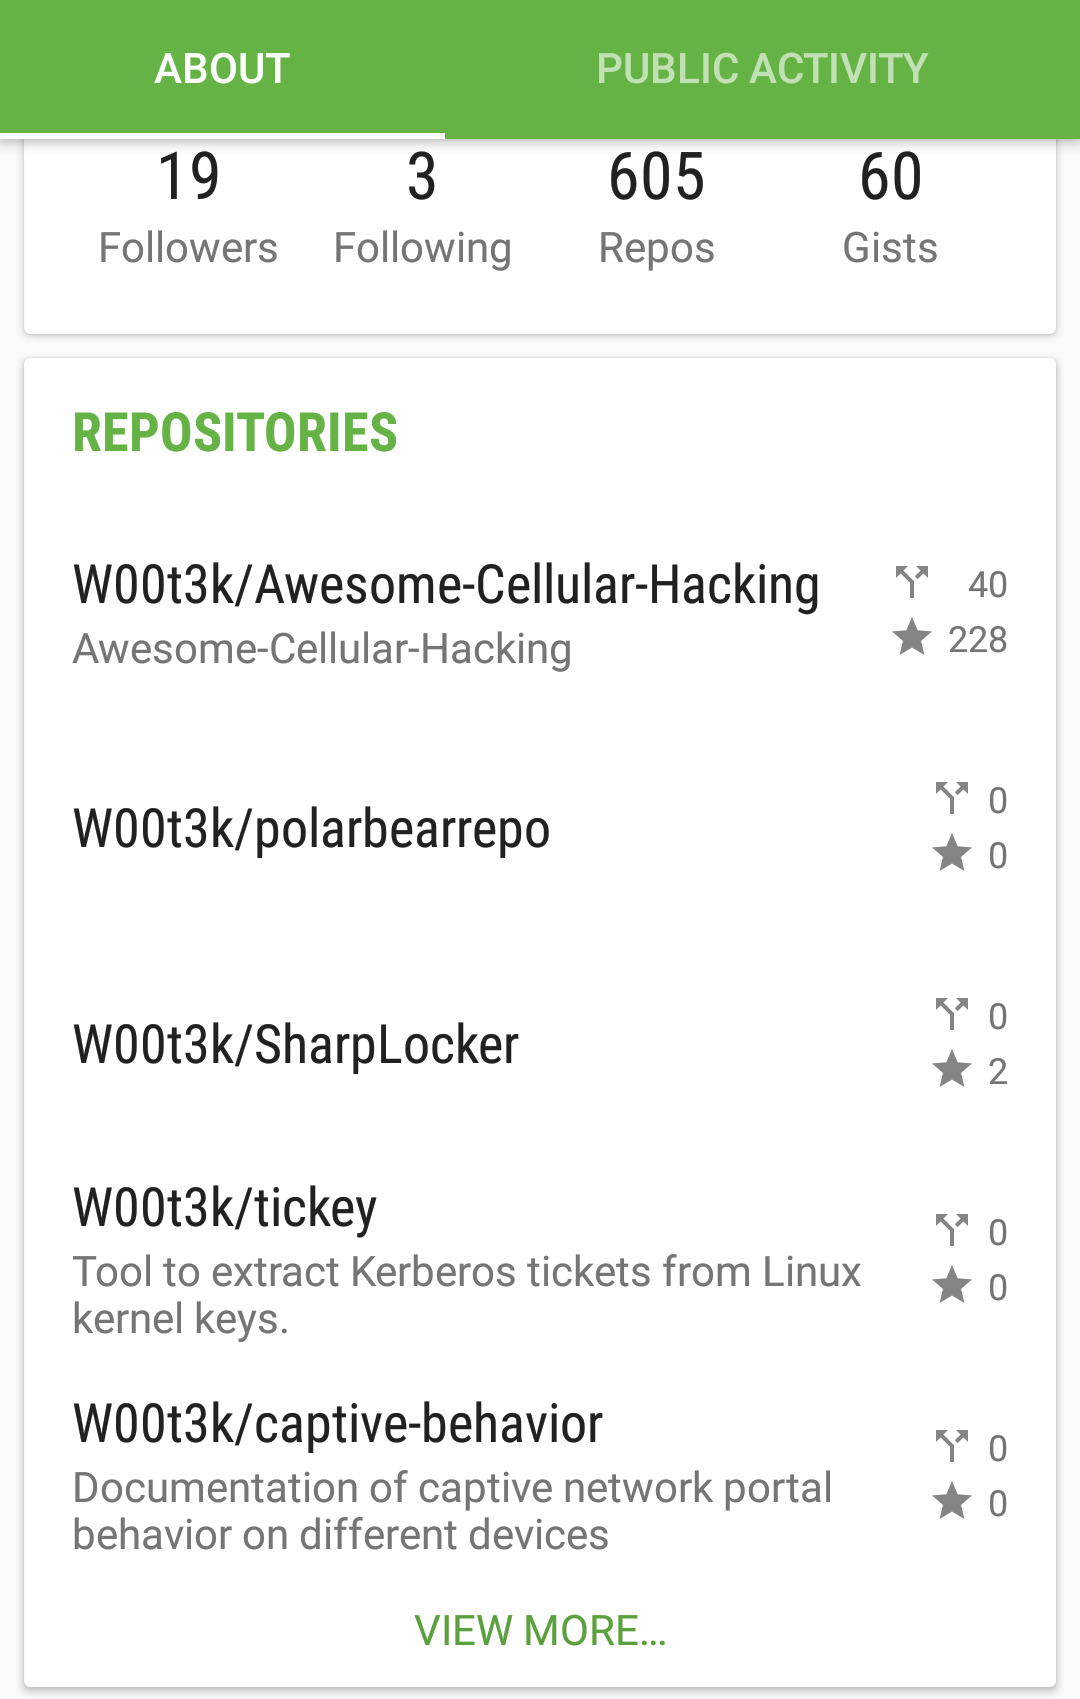 ABOUT PUBLIC ACTIVITY
19 3 605 60
Followers Following Repos Gists
REPOSITORIES
W00t3k/Awesome-Cellular-Hacking 40
Awesome-Cellular-Hacking 228
0
W00t3k/polarbearrepo
0
0
W00t3k/SharpLocker
2
W00t3k/tickey 0
Tool to extract Kerberos tickets from Linux 0
kernel keys.
W00t3k/captive-behavior 0
Documentation of captive network portal 0
behavior on different devices
VIEW MORE...